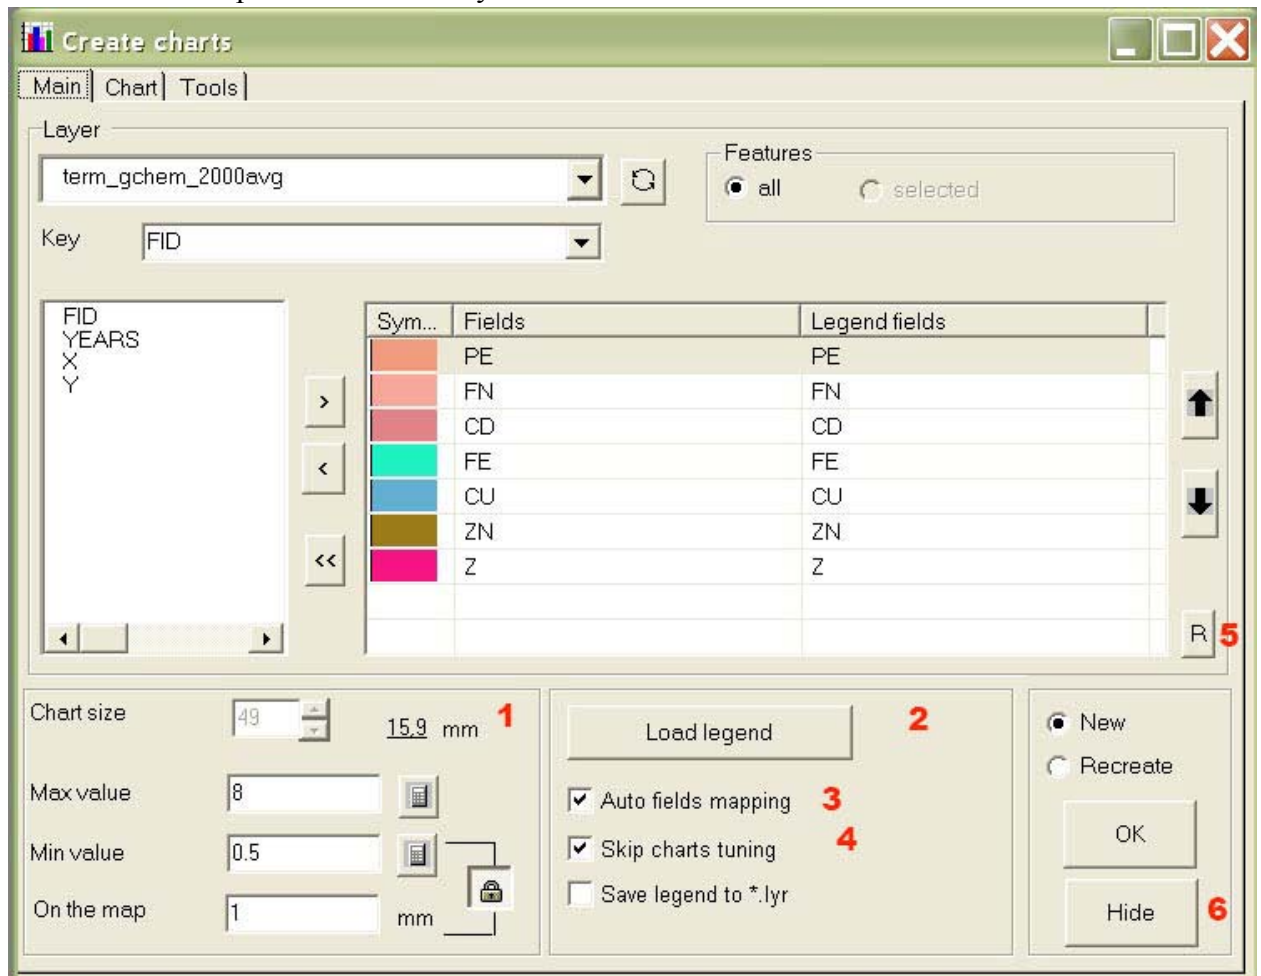 Create charts
Main Chart Tools
Layer
term_gchem_2000avg
Features
all selected
Key FID
FID
YEARS
X
Y
>
<
<<
Sym... Fields Legend fields
PE PE
FN FN
CD CD
FE FE
CU CU
ZN ZN
Z Z
R 5
Chart size 49 15,9 mm 1
Max value 8
Min value 0.5
On the map 1 mm
Load legend 2
Auto fields mapping 3
Skip charts tuning 4
Save legend to *.lyr
New
Recreate
OK
Hide 6